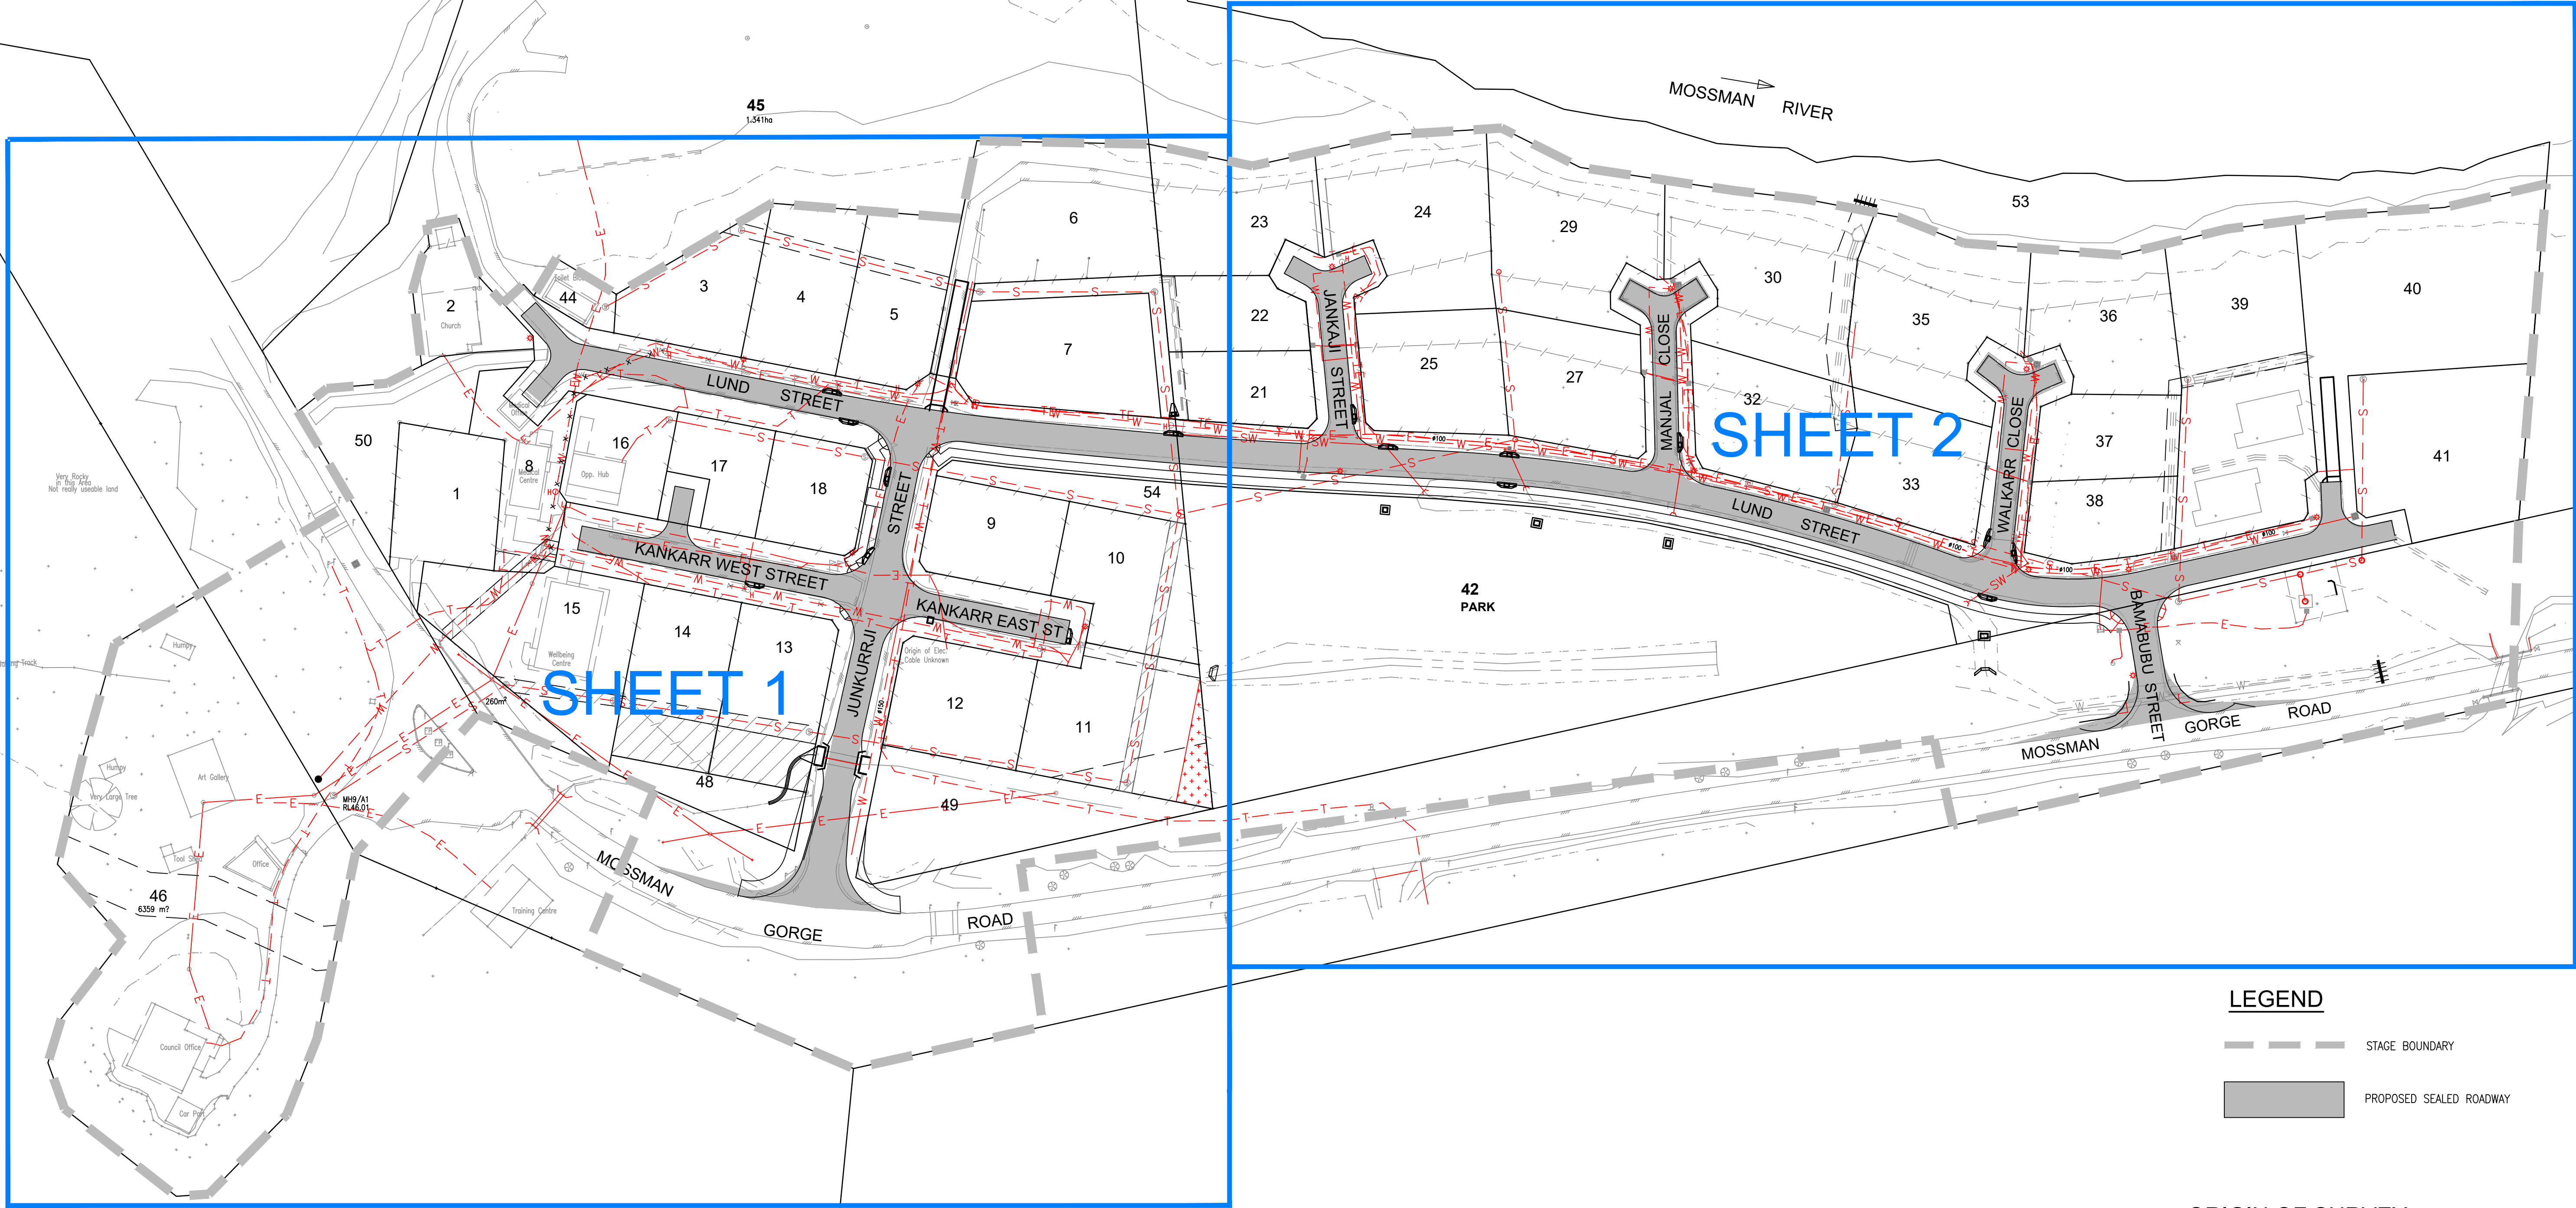 45
1.341ha
MOSSMAN RIVER
53
6
23
24
29
30
35
36
39
40
2
Church
44
3
4
5
7
22
21
25
27
32
33
37
38
41
JANKAJI STREET
MANJAL CLOSE
WALKARR CLOSE
LUND STREET
SHEET 2
LUND STREET
50
1
8
Medical
Centre
16
Opp. Hub
17
18
STREET
9
10
54
Very Rocky
in this Area
Not really useable land
KANKARR WEST STREET
KANKARR EAST ST
42
PARK
15
Wellbeing
Centre
14
13
JUNKURRJI
Origin of Elec.
Cable Unknown
12
11
SHEET 1
260m²
48
49
BAMABUBU STREET
MOSSMAN GORGE ROAD
Humpy
Art Gallery
Humpy
Very Large Tree
MH9/A1
RL46.01
Tool Shed
Office
46
6359 m?
Training Centre
MOSSMAN GORGE ROAD
Council Office
Car Port
LEGEND
STAGE BOUNDARY
PROPOSED SEALED ROADWAY